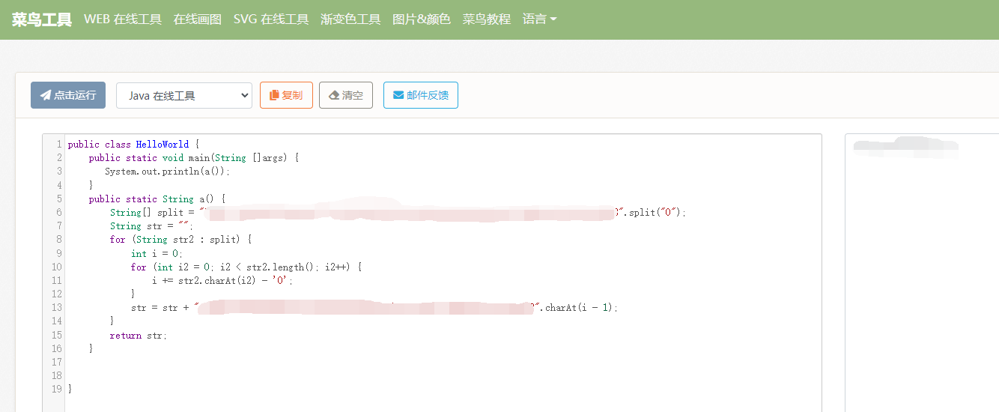 菜鸟工具 WEB 在线工具 在线画图 SVG 在线工具 渐变色工具 图片&颜色 菜鸟教程 语言
点击运行 Java 在线工具 复制 清空 邮件反馈
1 public class HelloWorld {
2 public static void main(String []args) {
3 System.out.println(a());
4 }
5 public static String a() {
6 String[] split = " ".split("0");
7 String str = "";
8 for (String str2 : split) {
9 int i = 0;
10 for (int i2 = 0; i2 < str2.length(); i2++) {
11 i += str2.charAt(i2) - '0';
12 }
13 str = str + " ".charAt(i - 1);
14 }
15 return str;
16 }
17
18
19 }